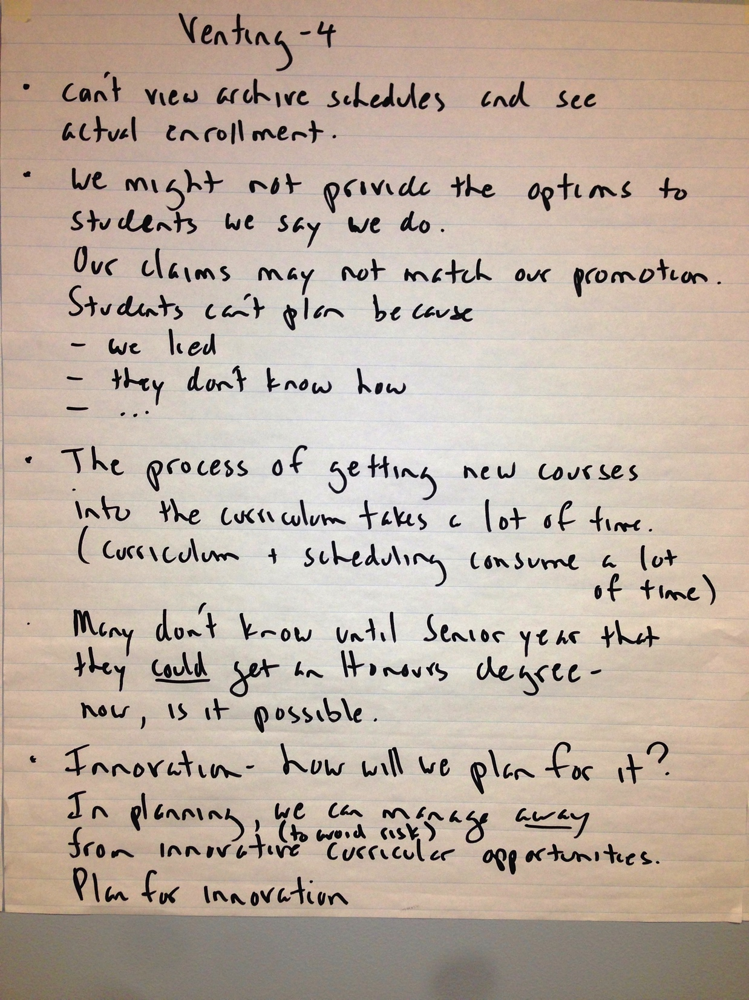 Venting - 4
• can't view archive schedules and see
actual enrollment.
• We might not provide the options to
students we say we do.
Our claims may not match our promotion.
Students can't plan because
- we lied
- they don't know how
- ...
• The process of getting new courses
into the curriculum takes a lot of time.
(curriculum + scheduling consume a lot
of time)
• Many don't know until Senior year that
they could get an Honours degree -
now, is it possible.
• Innovation - how will we plan for it?
In planning, we can manage away
(to avoid risk)
from innovative curricular opportunities.
Plan for innovation